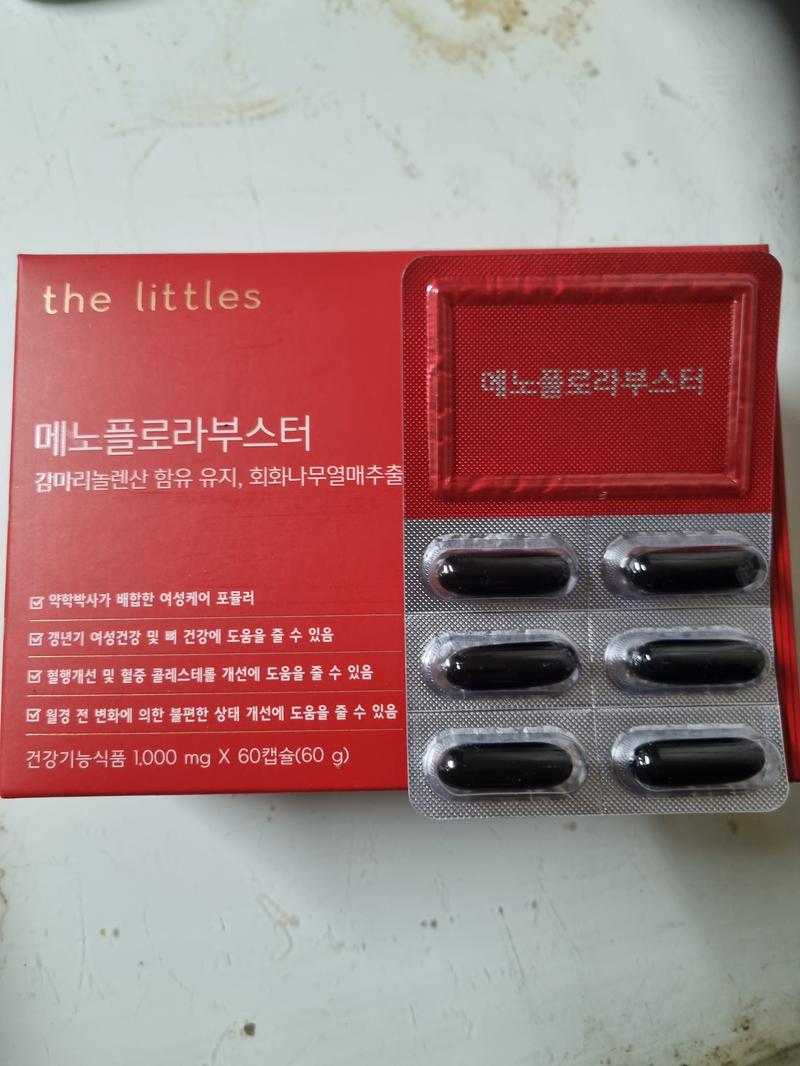 the littles
메노플로라부스터
감마리놀렌산 함유 유지, 회화나무열매추출
약학박사가 배합한 여성케어 포뮬러
갱년기 여성건강 및 뼈 건강에 도움을 줄 수 있음
혈행개선 및 혈중 콜레스테롤 개선에 도움을 줄 수 있음
월경 전 변화에 의한 불편한 상태 개선에 도움을 줄 수 있음
건강기능식품 1,000 mg X 60캡슐(60 g)
메노플로라부스터